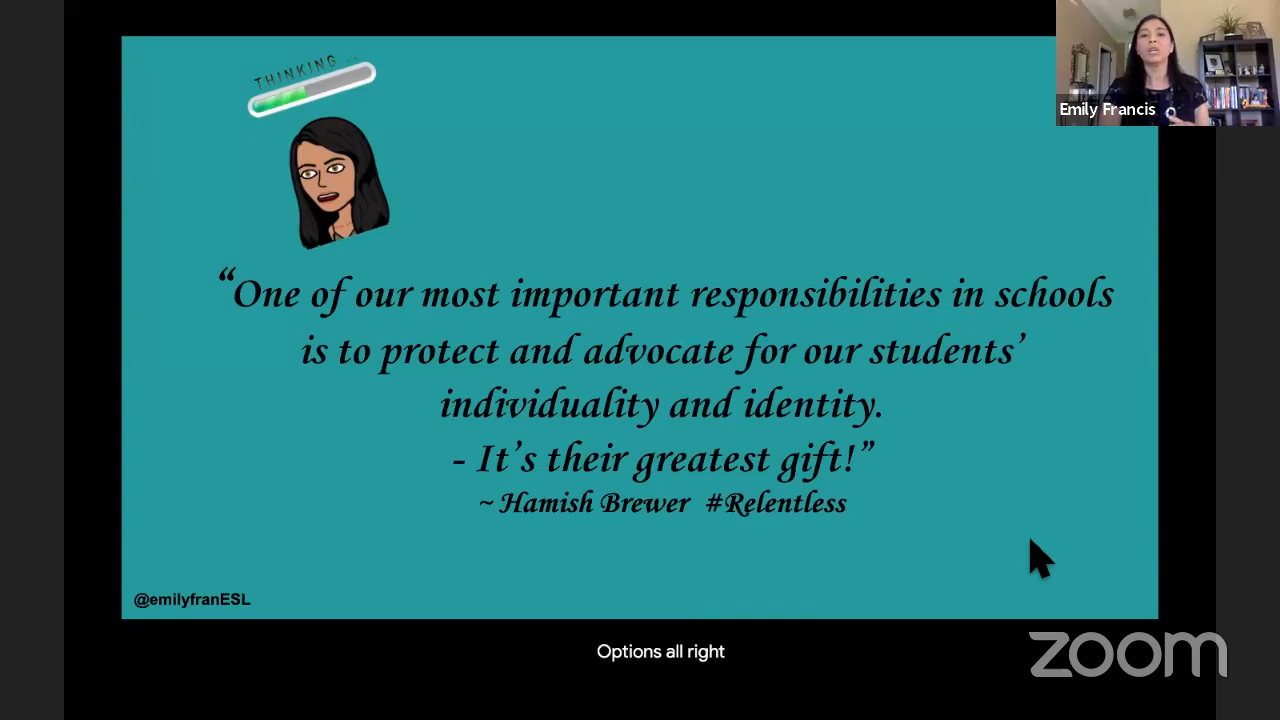 THINKING...
Emily Francis
“One of our most important responsibilities in schools
is to protect and advocate for our students’
individuality and identity.
- It’s their greatest gift!”
~ Hamish Brewer #Relentless
@emilyfranESL
Options all right
zoom